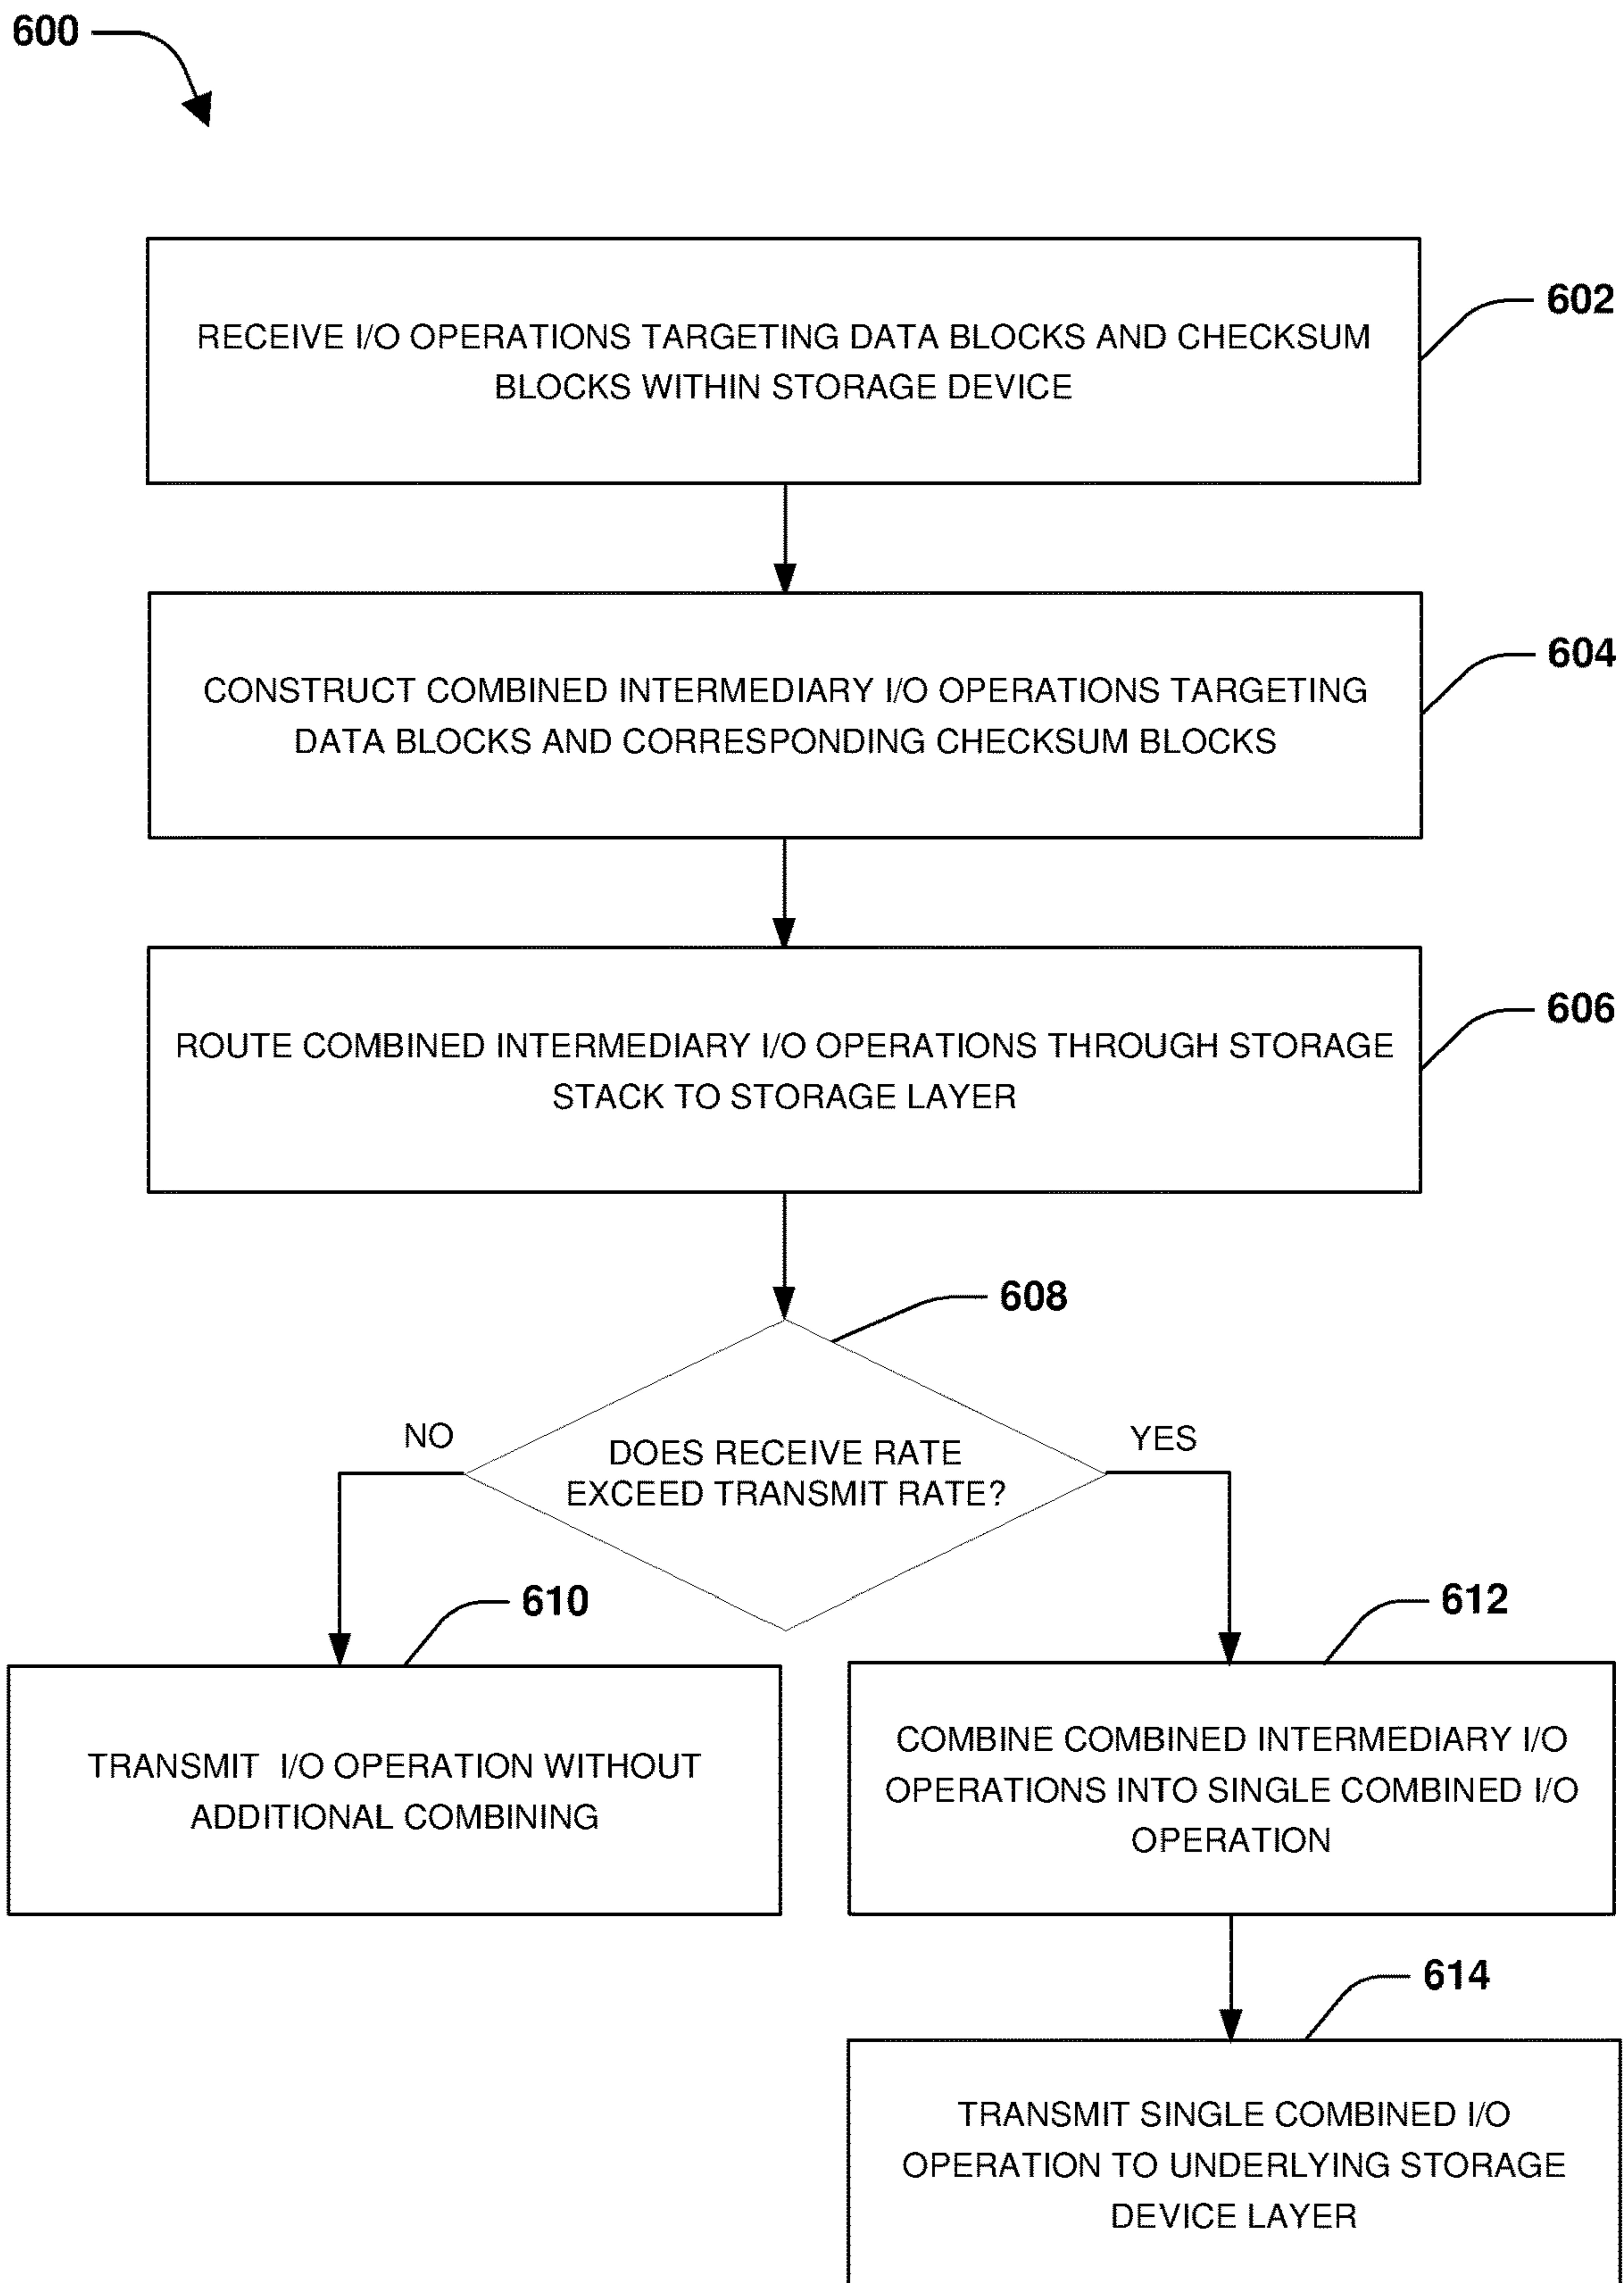 600
RECEIVE I/O OPERATIONS TARGETING DATA BLOCKS AND CHECKSUM
BLOCKS WITHIN STORAGE DEVICE
602
CONSTRUCT COMBINED INTERMEDIARY I/O OPERATIONS TARGETING
DATA BLOCKS AND CORRESPONDING CHECKSUM BLOCKS
604
ROUTE COMBINED INTERMEDIARY I/O OPERATIONS THROUGH STORAGE
STACK TO STORAGE LAYER
606
608
DOES RECEIVE RATE
EXCEED TRANSMIT RATE?
NO
YES
610
TRANSMIT I/O OPERATION WITHOUT
ADDITIONAL COMBINING
612
COMBINE COMBINED INTERMEDIARY I/O
OPERATIONS INTO SINGLE COMBINED I/O
OPERATION
614
TRANSMIT SINGLE COMBINED I/O
OPERATION TO UNDERLYING STORAGE
DEVICE LAYER